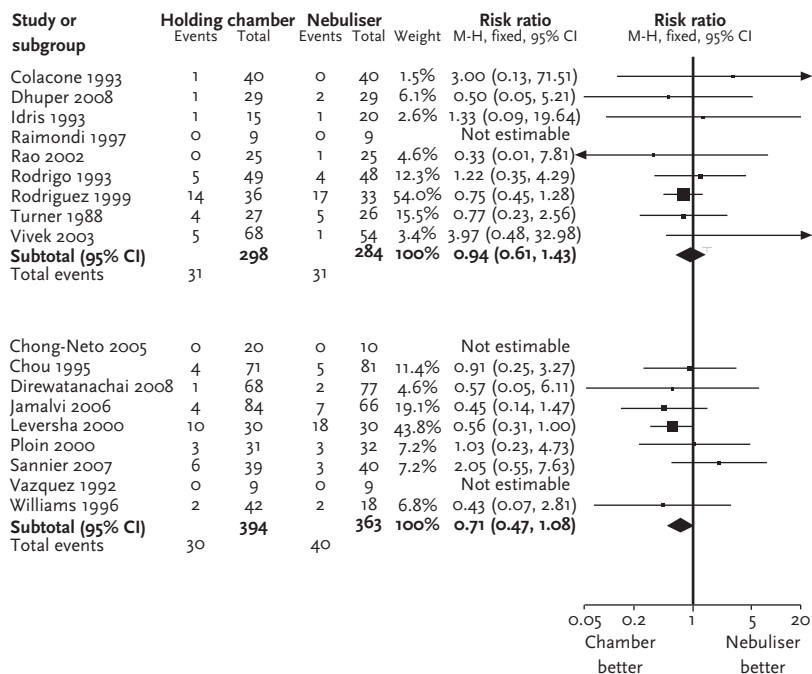 Study or subgroup Holding chamber Nebuliser Risk ratio Risk ratio
Events Total Events Total Weight M-H, fixed, 95% CI M-H, fixed, 95% CI
Colacone 1993 1 40 0 40 1.5% 3.00 (0.13, 71.51)
Dhuper 2008 1 29 2 29 6.1% 0.50 (0.05, 5.21)
Idris 1993 1 15 1 20 2.6% 1.33 (0.09, 19.64)
Raimondi 1997 0 9 0 9 Not estimable
Rao 2002 0 25 1 25 4.6% 0.33 (0.01, 7.81)
Rodrigo 1993 5 49 4 48 12.3% 1.22 (0.35, 4.29)
Rodriguez 1999 14 36 17 33 54.0% 0.75 (0.45, 1.28)
Turner 1988 4 27 5 26 15.5% 0.77 (0.23, 2.56)
Vivek 2003 5 68 1 54 3.4% 3.97 (0.48, 32.98)
Subtotal (95% CI) 298 284 100% 0.94 (0.61, 1.43)
Total events 31 31
Chong-Neto 2005 0 20 0 10 Not estimable
Chou 1995 4 71 5 81 11.4% 0.91 (0.25, 3.27)
Direwatanachai 2008 1 68 2 77 4.6% 0.57 (0.05, 6.11)
Jamalvi 2006 4 84 7 66 19.1% 0.45 (0.14, 1.47)
Leversha 2000 10 30 18 30 43.8% 0.56 (0.31, 1.00)
Ploin 2000 3 31 3 32 7.2% 1.03 (0.23, 4.73)
Sannier 2007 6 39 3 40 7.2% 2.05 (0.55, 7.63)
Vazquez 1992 0 9 0 9 Not estimable
Williams 1996 2 42 2 18 6.8% 0.43 (0.07, 2.81)
Subtotal (95% CI) 394 363 100% 0.71 (0.47, 1.08)
Total events 30 40
0.05 0.2 1 5 20
Chamber better Nebuliser better